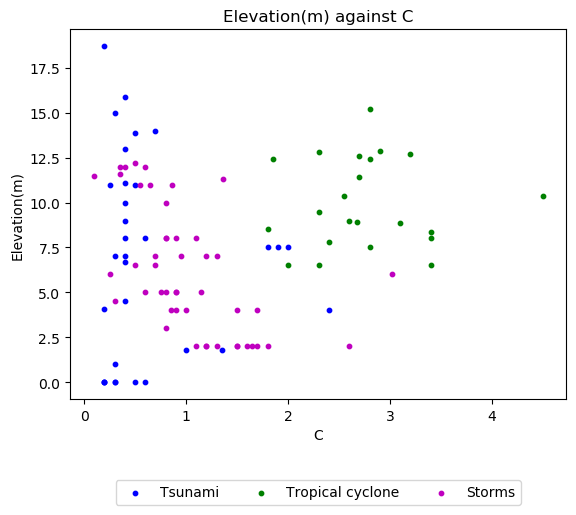 Elevation(m) against C
17.5
15.0
12.5
10.0
7.5
5.0
2.5
0.0
Elevation(m)
0 1 2 3 4
C
Tsunami Tropical cyclone Storms